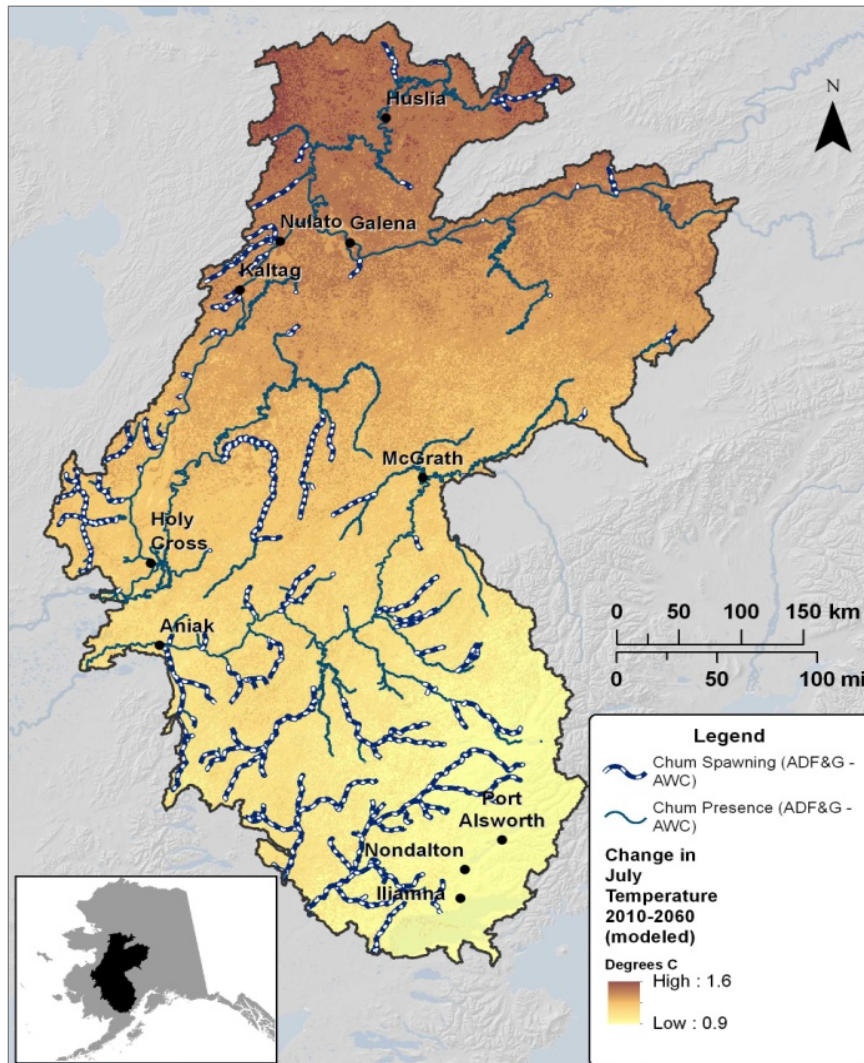 Huslia
N
Nulato Galena
Kaltag
McGrath
Holy
Cross
Aniak
0 50 100 150 km
0 50 100 mi
Port
Alsworth
Nondalton
Iliamna
Legend
Chum Spawning (ADF&G -
AWC)
Chum Presence (ADF&G -
AWC)
Change in
July
Temperature
2010-2060
(modeled)
Degrees C
High : 1.6
Low : 0.9